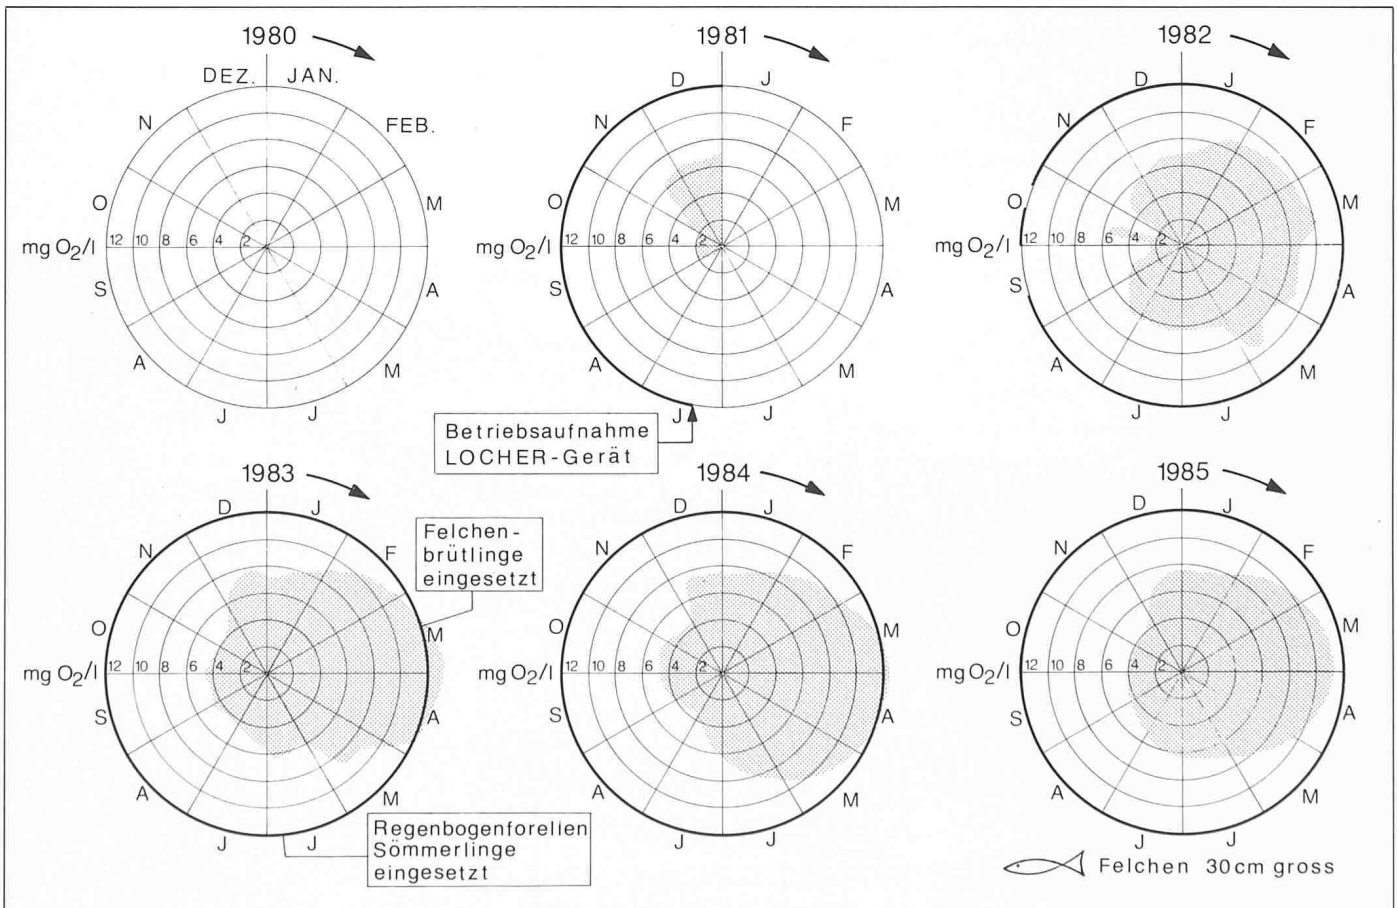 1980
DEZ. JAN.
N FEB.
O M
mg O2/l 12 10 8 6 4 2
S A
A M
J J
1981
D J
N F
O M
mg O2/l 12 10 8 6 4 2
S A
A M
J J
Betriebsaufnahme
LOCHER-Gerät
1982
D J
N F
O M
mg O2/l 12 10 8 6 4 2
S A
A M
J J
1983
D J
N F
O M
mg O2/l 12 10 8 6 4 2
S A
A M
J J
Felchen-
brütlinge
eingesetzt
Regenbogenforellen
Sömmerlinge
eingesetzt
1984
D J
N F
O M
mg O2/l 12 10 8 6 4 2
S A
A M
J J
1985
D J
N F
O M
mg O2/l 12 10 8 6 4 2
S A
A M
J J
Felchen 30cm gross